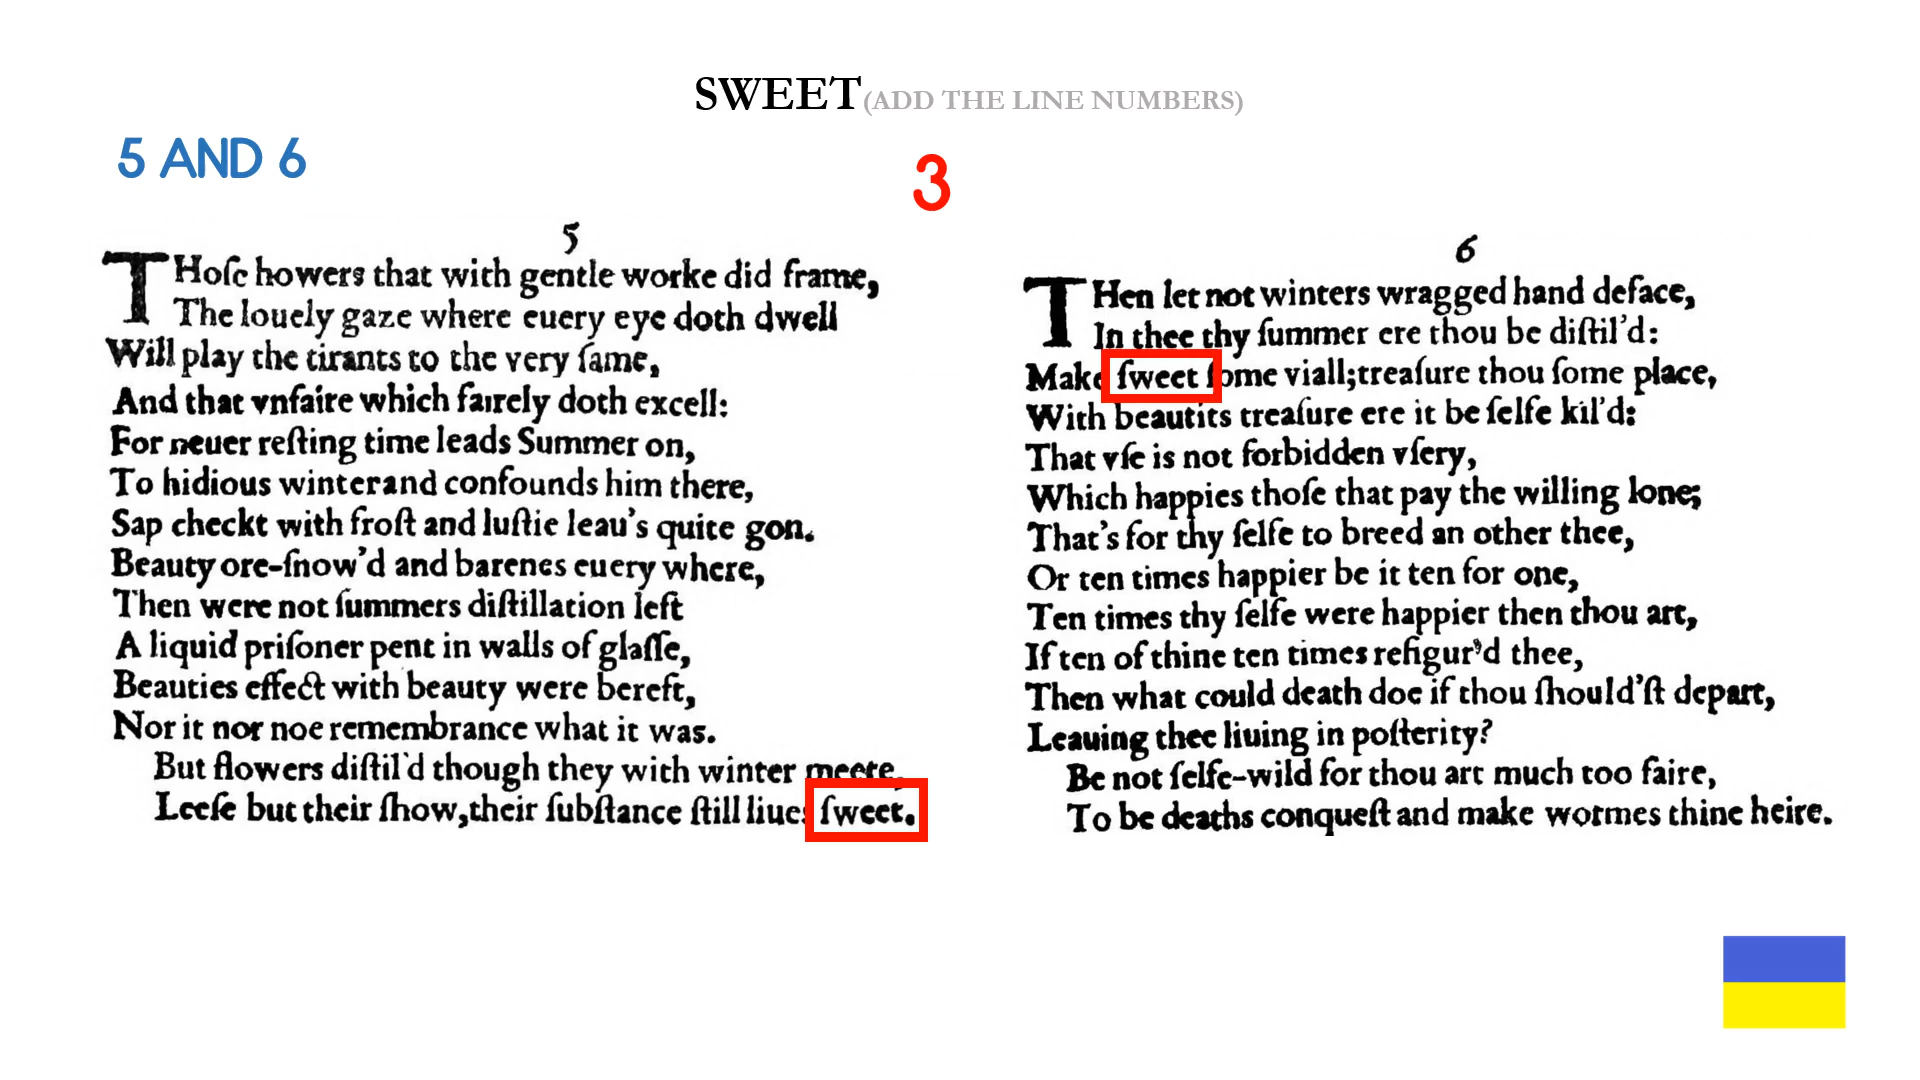 SWEET (ADD THE LINE NUMBERS)
5 AND 6
3
5
THoſe howers that with gentle worke did frame,
The louely gaze where euery eye doth dwell
Will play the tirants to the very ſame,
And that vnfaire which fairely doth excell:
For neuer reſting time leads Summer on,
To hidious winter and confounds him there,
Sap checkt with froſt and luſtie leau's quite gon.
Beauty ore-ſnow'd and barenes euery where,
Then were not ſummers diſtillation left
A liquid priſoner pent in walls of glaſſe,
Beauties effect with beauty were bereft,
Nor it nor noe remembrance what it was.
But flowers diſtil'd though they with winter meete,
Leeſe but their ſhow,their ſubſtance ſtill liues ſweet.
6
THen let not winters wragged hand deface,
In thee thy ſummer ere thou be diſtil'd:
Make ſweet ſome viall;treaſure thou ſome place,
With beautits treaſure ere it be ſelfe kil'd:
That vſe is not forbidden vſery,
Which happies thoſe that pay the willing lone;
That's for thy ſelfe to breed an other thee,
Or ten times happier be it ten for one,
Ten times thy ſelfe were happier then thou art,
If ten of thine ten times refigur'd thee,
Then what could death doe if thou ſhould'ſt depart,
Leauing thee liuing in poſterity?
Be not ſelfe-wild for thou art much too faire,
To be deaths conqueſt and make wormes thine heire.